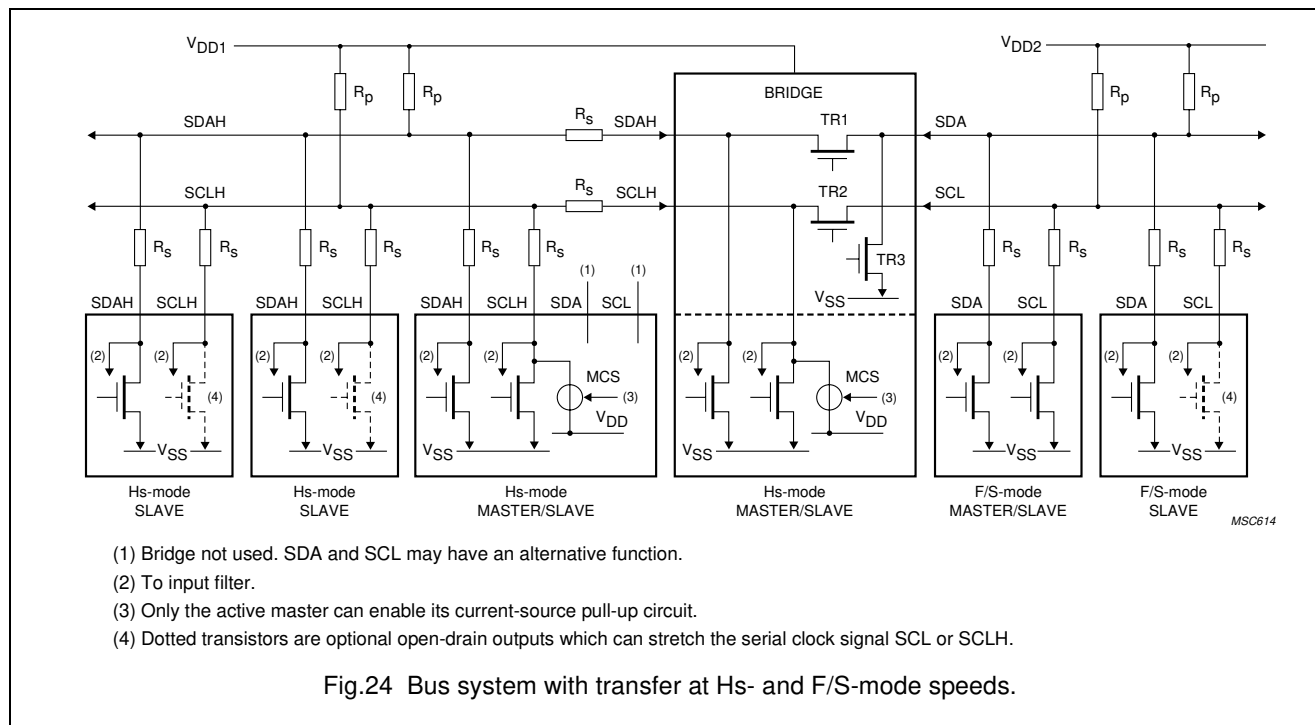 VDD1
VDD2
Rp Rp
BRIDGE
Rp Rp
SDAH Rs SDAH TR1 SDA
SCLH Rs SCLH TR2 SCL
Rs Rs Rs Rs Rs Rs TR3 Rs Rs Rs Rs
(1) (1)
VSS
SDAH SCLH SDAH SCLH SDAH SCLH SDA SCL SDA SCL SDA SCL
(2) (2) (2) (2) (2) (2) (2) (2) (2) (2) (2) (2)
(4) (4) MCS (3) MCS (3) (4)
VDD VDD
VSS VSS VSS VSS VSS VSS
Hs-mode Hs-mode Hs-mode Hs-mode F/S-mode F/S-mode
SLAVE SLAVE MASTER/SLAVE MASTER/SLAVE MASTER/SLAVE SLAVE
MSC614
(1) Bridge not used. SDA and SCL may have an alternative function.
(2) To input filter.
(3) Only the active master can enable its current-source pull-up circuit.
(4) Dotted transistors are optional open-drain outputs which can stretch the serial clock signal SCL or SCLH.
Fig.24 Bus system with transfer at Hs- and F/S-mode speeds.